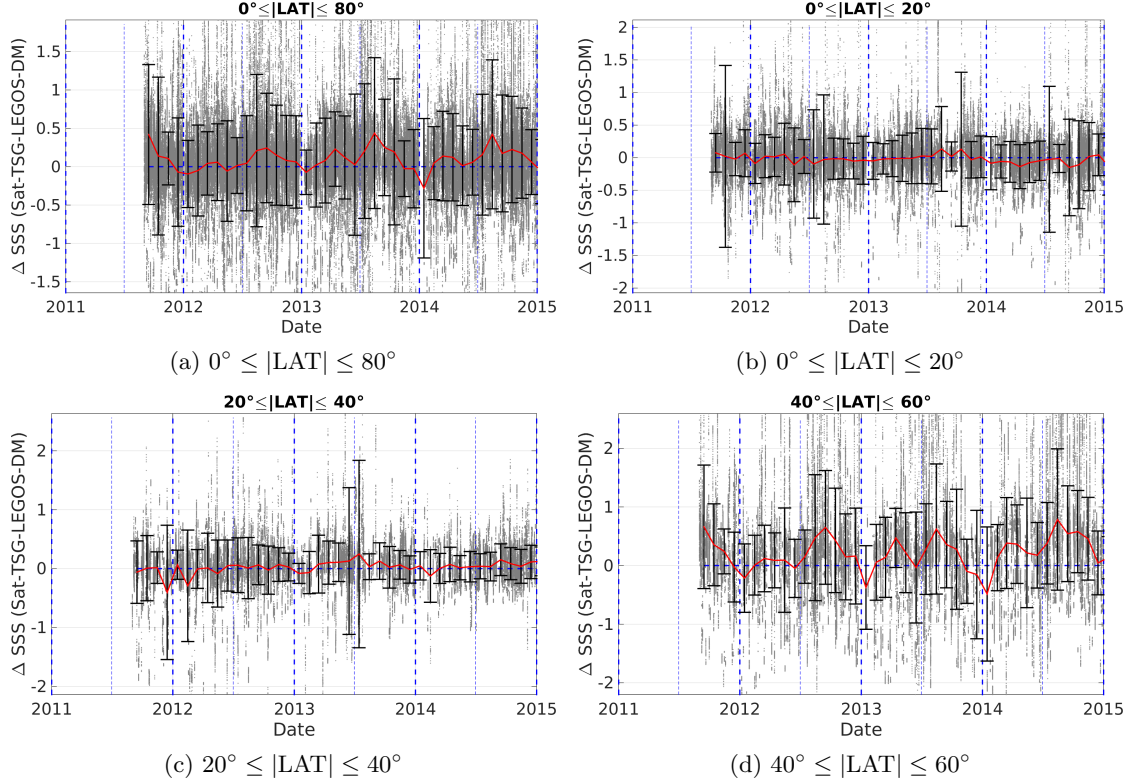 0°≤|LAT|≤ 80°
Δ SSS (Sat-TSG-LEGOS-DM)
1.5
1
0.5
0
-0.5
-1
-1.5
2011 2012 2013 2014 2015
Date
(a) 0° ≤ |LAT| ≤ 80°
0°≤|LAT|≤ 20°
Δ SSS (Sat-TSG-LEGOS-DM)
2
1.5
1
0.5
0
-0.5
-1
-1.5
-2
2011 2012 2013 2014 2015
Date
(b) 0° ≤ |LAT| ≤ 20°
20°≤|LAT|≤ 40°
Δ SSS (Sat-TSG-LEGOS-DM)
2
1
0
-1
-2
2011 2012 2013 2014 2015
Date
(c) 20° ≤ |LAT| ≤ 40°
40°≤|LAT|≤ 60°
Δ SSS (Sat-TSG-LEGOS-DM)
2
1
0
-1
-2
2011 2012 2013 2014 2015
Date
(d) 40° ≤ |LAT| ≤ 60°